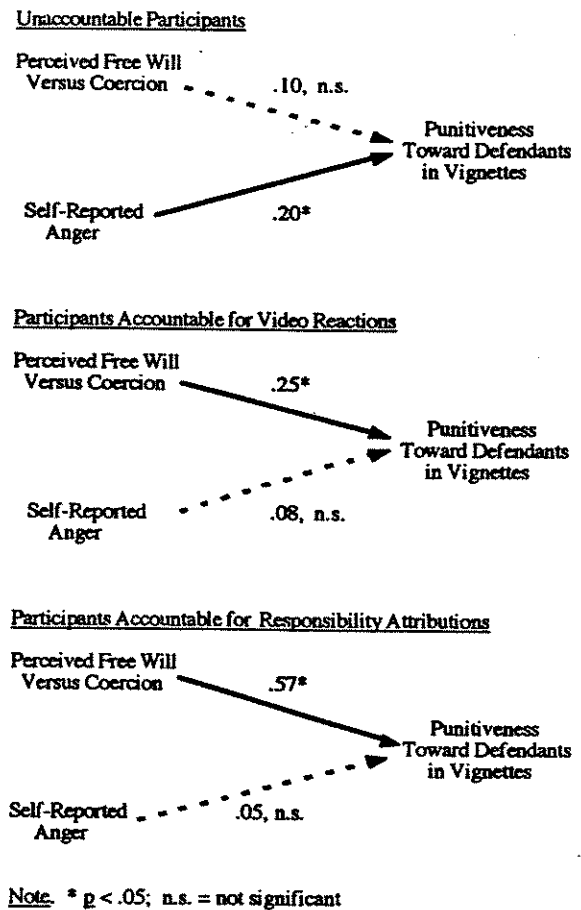 Unaccountable Participants
Perceived Free Will
Versus Coercion
.10, n.s.
Punitiveness
Toward Defendants
in Vignettes
Self-Reported
Anger
.20*
Participants Accountable for Video Reactions
Perceived Free Will
Versus Coercion
.25*
Punitiveness
Toward Defendants
in Vignettes
Self-Reported
Anger
.08, n.s.
Participants Accountable for Responsibility Attributions
Perceived Free Will
Versus Coercion
.57*
Punitiveness
Toward Defendants
in Vignettes
Self-Reported
Anger
.05, n.s.
Note. * p < .05; n.s. = not significant